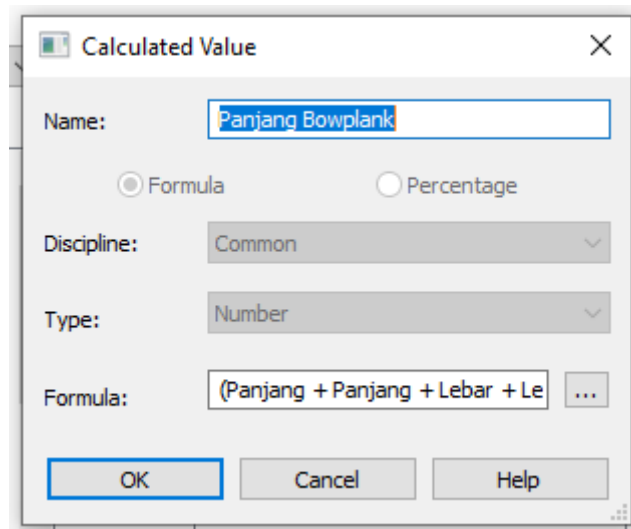 Calculated Value
Name: Panjang Bowplank
Formula Percentage
Discipline: Common
Type: Number
Formula: (Panjang + Panjang + Lebar + Le ...
OK Cancel Help